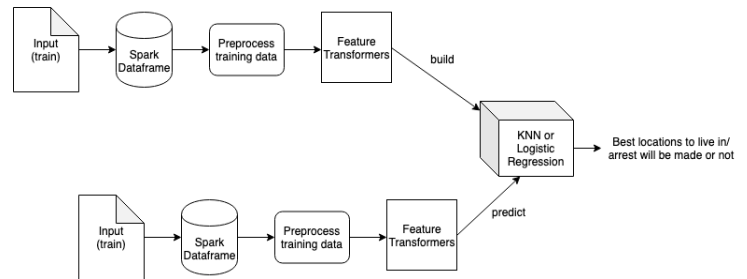 Input
(train)
Spark
Dataframe
Preprocess
training data
Feature
Transformers
build
KNN or
Logistic
Regression
Best locations to live in/
arrest will be made or not
Input
(train)
Spark
Dataframe
Preprocess
training data
Feature
Transformers
predict